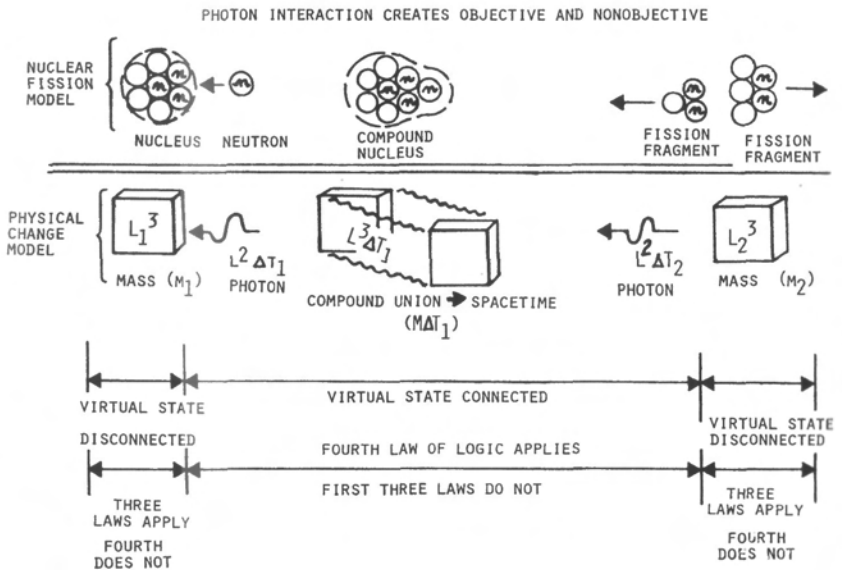 PHOTON INTERACTION CREATES OBJECTIVE AND NONOBJECTIVE
NUCLEAR
FISSION
MODEL
n
n
n
n
NUCLEUS
NEUTRON
n
n
n
n
COMPOUND
NUCLEUS
n
n
FISSION
FRAGMENT
n
n
FISSION
FRAGMENT
PHYSICAL
CHANGE
MODEL
L₁³
MASS (M₁)
L² ΔT₁
PHOTON
L³ΔT₁
COMPOUND UNION → SPACETIME
(MΔT₁)
L²ΔT₂
PHOTON
L₂³
MASS (M₂)
VIRTUAL STATE
DISCONNECTED
VIRTUAL STATE CONNECTED
VIRTUAL STATE
DISCONNECTED
FOURTH LAW OF LOGIC APPLIES
FIRST THREE LAWS DO NOT
THREE
LAWS APPLY
FOURTH
DOES NOT
THREE
LAWS APPLY
FOURTH
DOES NOT